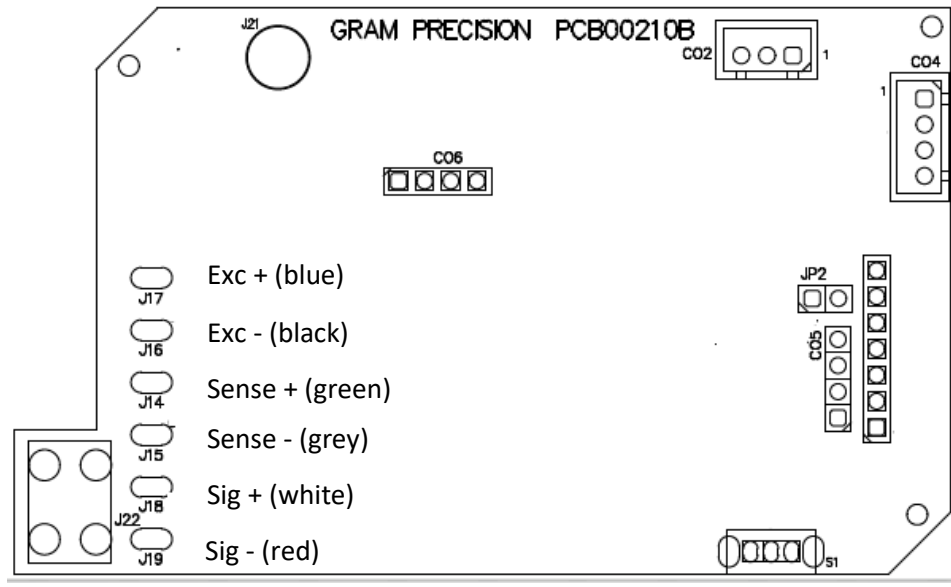 J21
GRAM PRECISION PCB00210B
CO2
1
CO4
1
CO6
Exc + (blue)
J17
JP2
Exc - (black)
J16
CO5
Sense + (green)
J14
Sense - (grey)
J15
Sig + (white)
J18
J22
Sig - (red)
J19
S1